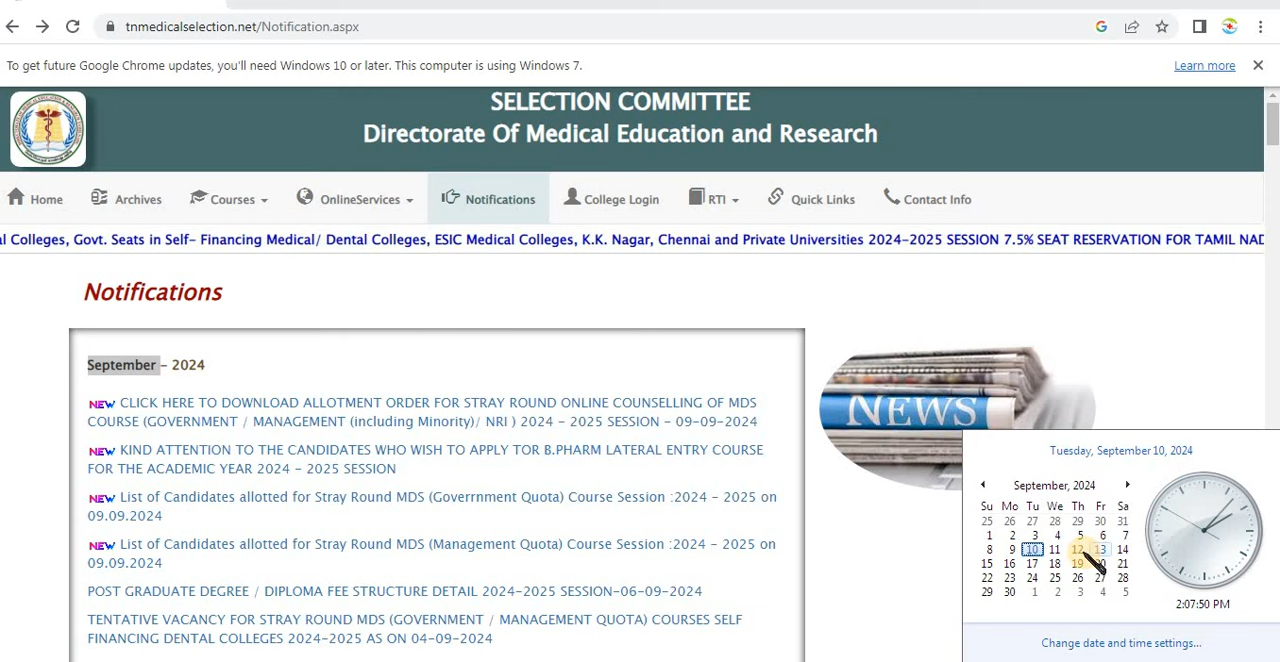 tnmedicalselection.net/Notification.aspx
To get future Google Chrome updates, you'll need Windows 10 or later. This computer is using Windows 7.
Learn more
SELECTION COMMITTEE
Directorate Of Medical Education and Research
Home
Archives
Courses
OnlineServices
Notifications
College Login
RTI
Quick Links
Contact Info
l Colleges, Govt. Seats in Self- Financing Medical/ Dental Colleges, ESIC Medical Colleges, K.K. Nagar, Chennai and Private Universities 2024-2025 SESSION 7.5% SEAT RESERVATION FOR TAMIL NAD
Notifications
September - 2024
NEW CLICK HERE TO DOWNLOAD ALLOTMENT ORDER FOR STRAY ROUND ONLINE COUNSELLING OF MDS
COURSE (GOVERNMENT / MANAGEMENT (including Minority)/ NRI ) 2024 - 2025 SESSION - 09-09-2024
NEW KIND ATTENTION TO THE CANDIDATES WHO WISH TO APPLY TOR B.PHARM LATERAL ENTRY COURSE
FOR THE ACADEMIC YEAR 2024 - 2025 SESSION
NEW List of Candidates allotted for Stray Round MDS (Goverrnment Quota) Course Session :2024 - 2025 on
09.09.2024
NEW List of Candidates allotted for Stray Round MDS (Management Quota) Course Session :2024 - 2025 on
09.09.2024
POST GRADUATE DEGREE / DIPLOMA FEE STRUCTURE DETAIL 2024-2025 SESSION-06-09-2024
TENTATIVE VACANCY FOR STRAY ROUND MDS (GOVERNMENT / MANAGEMENT QUOTA) COURSES SELF
FINANCING DENTAL COLLEGES 2024-2025 AS ON 04-09-2024
NEWS
Tuesday, September 10, 2024
September, 2024
Su Mo Tu We Th Fr Sa
25 26 27 28 29 30 31
1 2 3 4 5 6 7
8 9 10 11 12 13 14
15 16 17 18 19 20 21
22 23 24 25 26 27 28
29 30 1 2 3 4 5
2:07:50 PM
Change date and time settings...